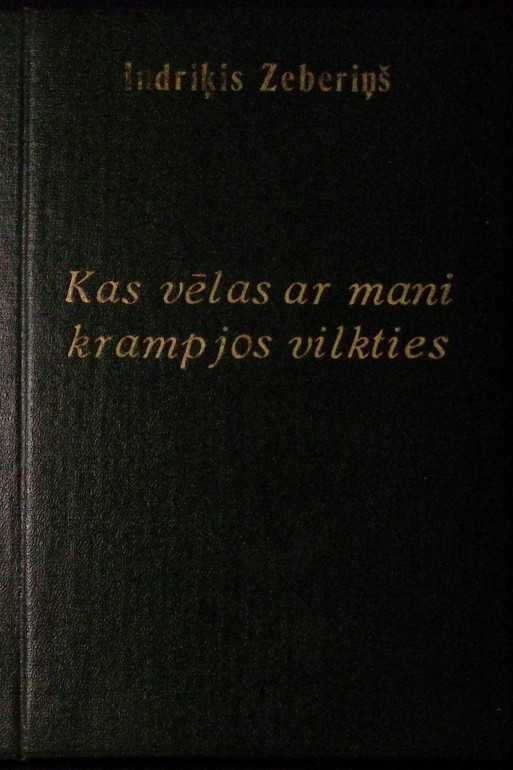 Indriķis Zeberiņš
Kas vēlas ar mani
krampjos vilkties